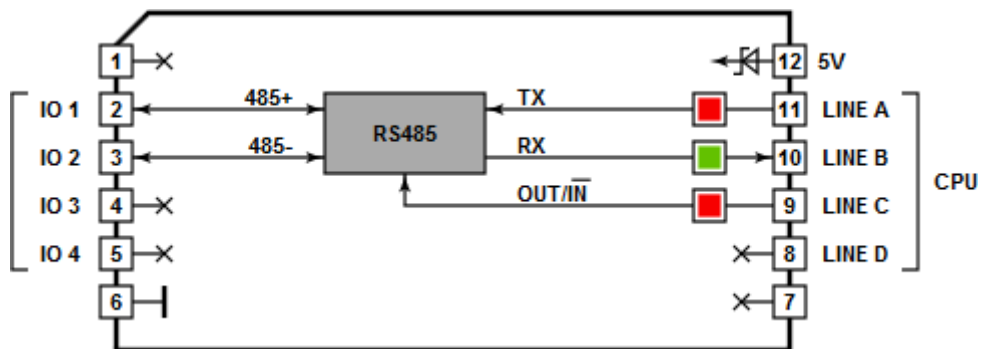 1 12 5V
IO 1 2 485+ TX 11 LINE A
RS485
IO 2 3 485- RX 10 LINE B
CPU
IO 3 4 OUT/I̅N̅ 9 LINE C
IO 4 5 8 LINE D
6 7